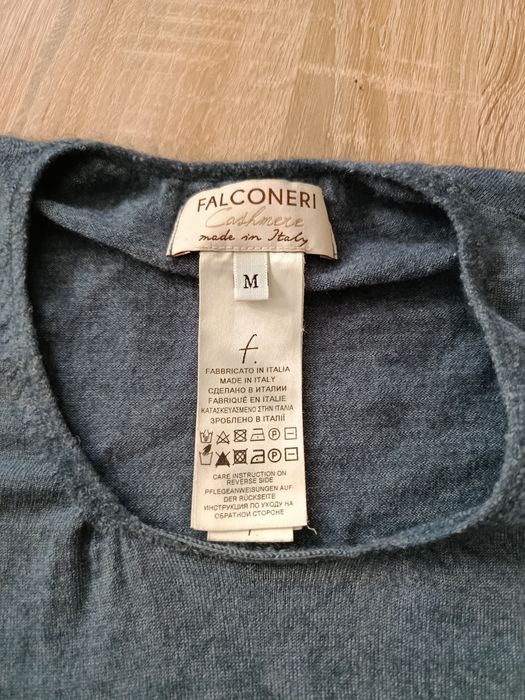 FALCONERI
Cashmere
made in Italy
M
f.
FABBRICATO IN ITALIA
MADE IN ITALY
СДЕЛАНО В ИТАЛИИ
FABRIQUÉ EN ITALIE
ΚΑΤΑΣΚΕΥΑΣΜΕΝΟ ΣΤΗΝ ΙΤΑΛΙΑ
ЗРОБЛЕНО В ІТАЛІЇ
CARE INSTRUCTION ON
REVERSE SIDE
PFLEGEANWEISUNGEN AUF
DER RÜCKSEITE
ИНСТРУКЦИЯ ПО УХОДУ НА
ОБРАТНОЙ СТОРОНЕ